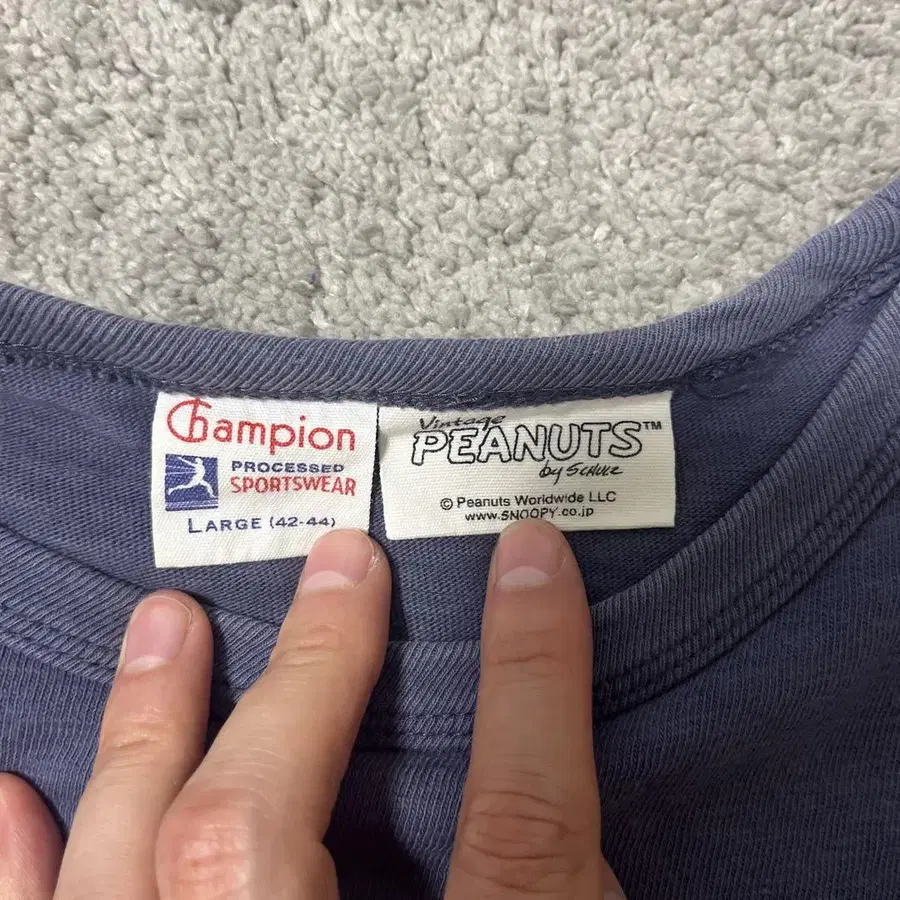 Champion
PROCESSED
SPORTSWEAR
LARGE (42-44)
Vintage
PEANUTS™
by SCHULZ
© Peanuts Worldwide LLC
www.SNOOPY.co.jp